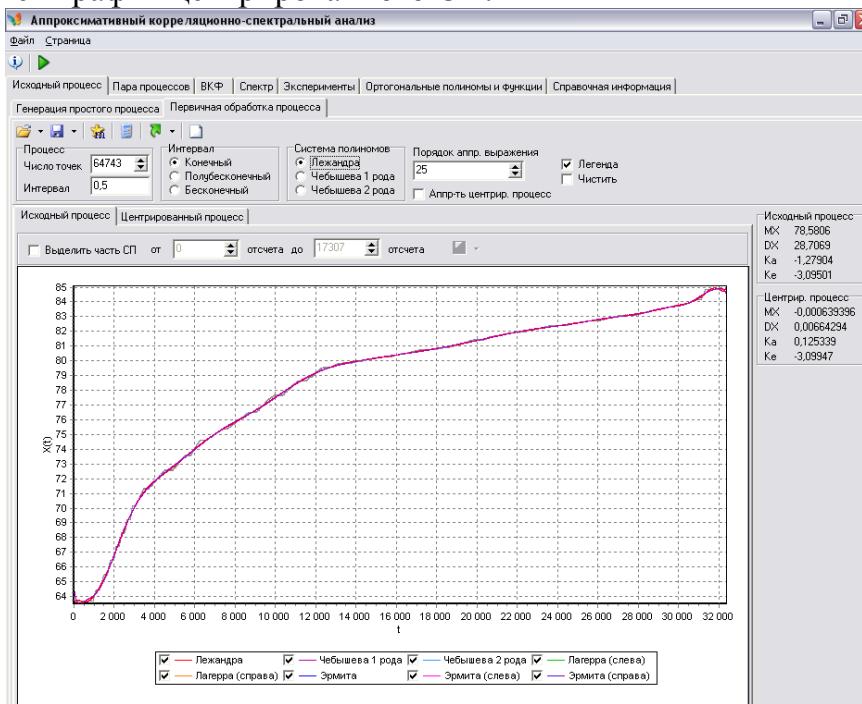 Аппроксимативный корреляционно-спектральный анализ
Файл Страница
Исходный процесс Пара процессов ВКФ Спектр Эксперименты Ортогональные полиномы и функции Справочная информация
Генерация простого процесса Первичная обработка процесса
Процесс Интервал Система полиномов Порядок аппр. выражения
Число точек 64743 Конечный Лежандра 25 Легенда
Полубесконечный Чебышева 1 рода Чистить
Интервал 0,5 Бесконечный Чебышева 2 рода Аппр-ть центрир. процесс
Исходный процесс Центрированный процесс
Выделить часть СП от 0 отсчета до 17307 отсчета
Исходный процесс
MX 78,5806
DX 28,7069
Ka -1,27904
Ke -3,09501
Центрир. процесс
MX -0,000639396
DX 0,00664294
Ka 0,125339
Ke -3,09947
85
84
83
82
81
80
79
78
77
76
75
74
73
72
71
70
69
68
67
66
65
64
X(t)
0 2 000 4 000 6 000 8 000 10 000 12 000 14 000 16 000 18 000 20 000 22 000 24 000 26 000 28 000 30 000 32 000
t
Лежандра Чебышева 1 рода Чебышева 2 рода Лагерра (слева)
Лагерра (справа) Эрмита Эрмита (слева) Эрмита (справа)